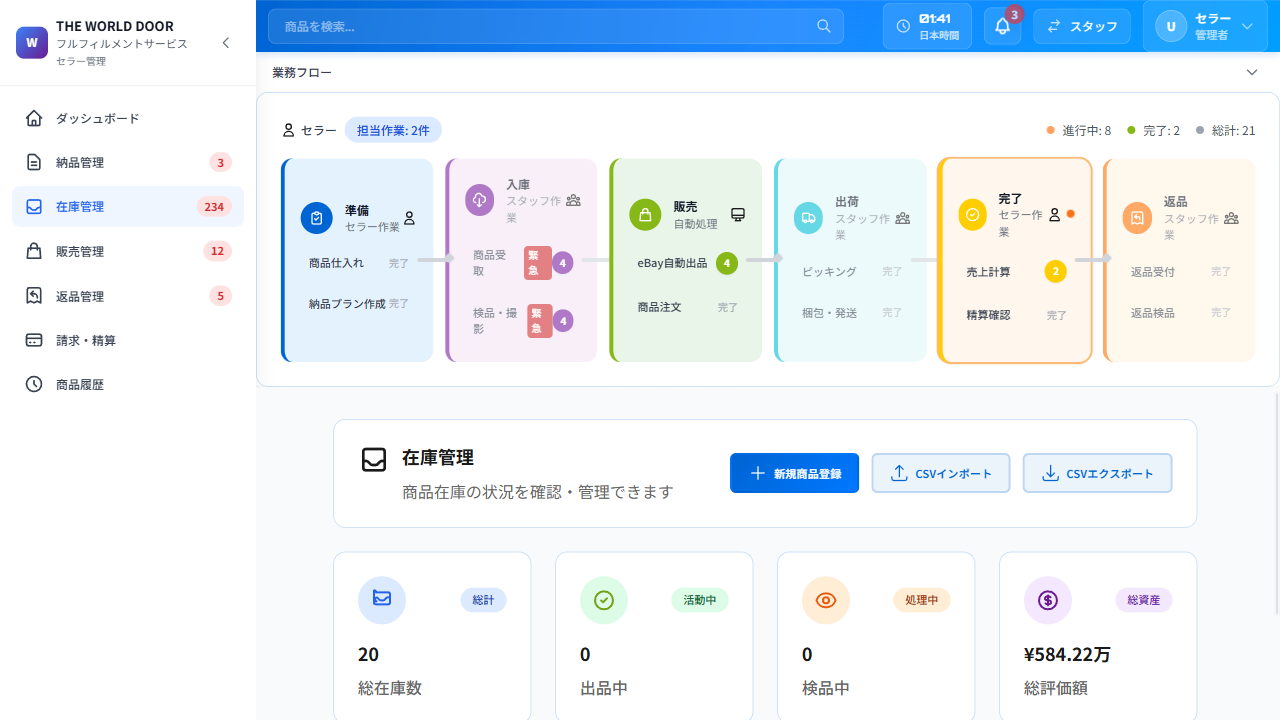 W
THE WORLD DOOR
フルフィルメントサービス
セラー管理
商品を検索...
01:41
日本時間
3
スタッフ
U
セラー
管理者
ダッシュボード
納品管理
3
在庫管理
234
販売管理
12
返品管理
5
請求・精算
商品履歴
業務フロー
セラー
担当作業: 2件
進行中: 8
完了: 2
総計: 21
準備
セラー作業
商品仕入れ
完了
納品プラン作成
完了
入庫
スタッフ作
業
商品受
取
緊
急
4
検品・撮
影
緊
急
4
販売
自動処理
eBay自動出品
4
商品注文
完了
出荷
スタッフ作
業
ピッキング
完了
梱包・発送
完了
完了
セラー作
業
売上計算
2
精算確認
完了
返品
スタッフ作
業
返品受付
完了
返品検品
完了
在庫管理
商品在庫の状況を確認・管理できます
新規商品登録
CSVインポート
CSVエクスポート
総計
20
総在庫数
活動中
0
出品中
処理中
0
検品中
総資産
¥584.22万
総評価額